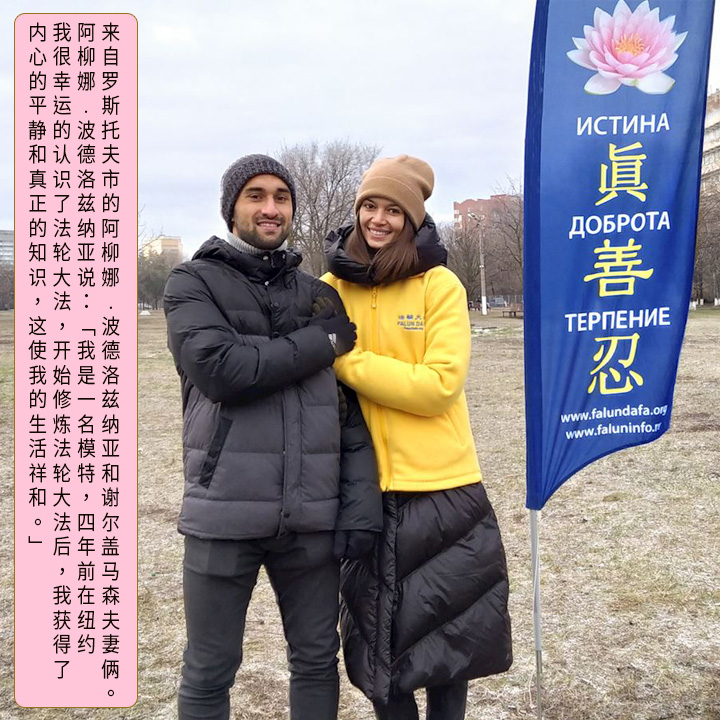 来自罗斯托夫市的阿柳娜．波德洛兹纳亚和谢尔盖马森夫妻俩。
阿柳娜．波德洛兹纳亚说：「我是一名模特，四年前在纽约
我很幸运的认识了法轮大法，开始修炼法轮大法后，我获得了
内心的平静和真正的知识，这使我的生活祥和。」
FALUN DA
ИСТИНА
眞
ДОБРОТА
善
ТЕРПЕНИЕ
忍
www.falundafa.org
www.faluninfo.r